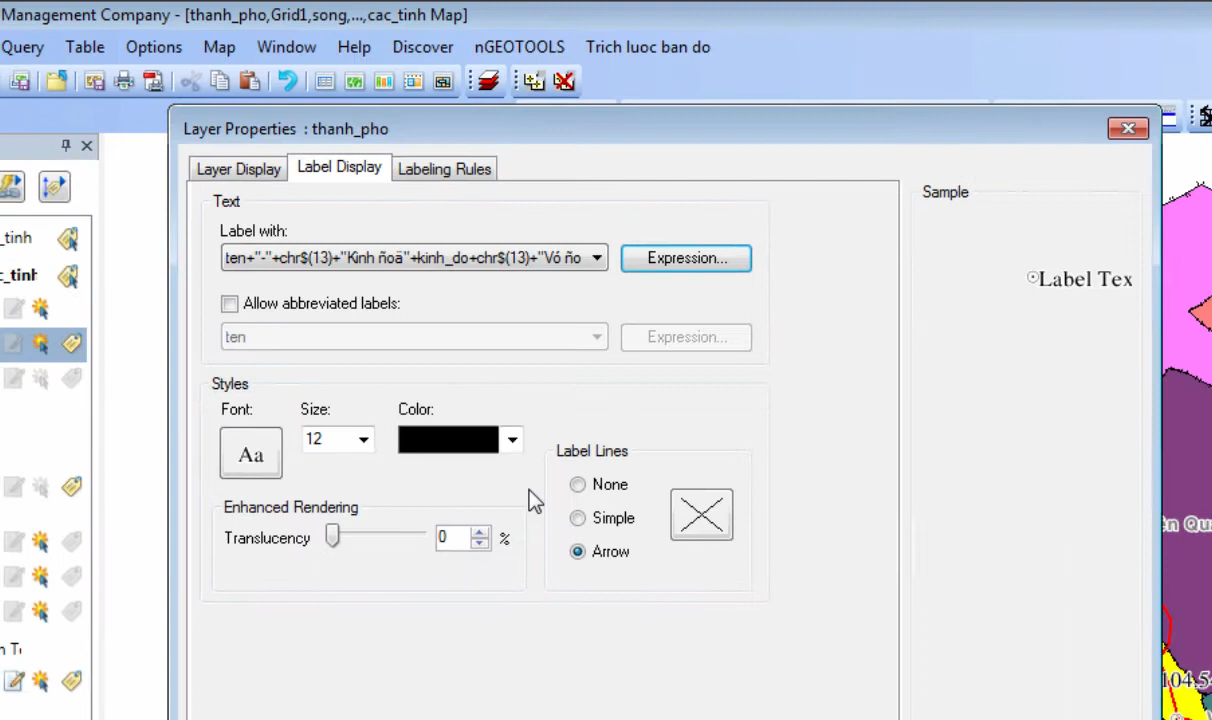 Management Company - [thanh_pho,Grid1,song,...,cac_tinh Map]
Query Table Options Map Window Help Discover nGEOTOOLS Trich luoc ban do
Layer Properties : thanh_pho
Layer Display Label Display Labeling Rules
Text
Sample
Label with:
ten+"-"+chr$(13)+"Kinh ñoä"+kinh_do+chr$(13)+"Vó ño
Expression...
Label Tex
Allow abbreviated labels:
ten
Expression...
Styles
Font: Size: Color:
Aa
12
Label Lines
None
Simple
Arrow
Enhanced Rendering
Translucency 0 %
_tinh
c_tinh
ên Qu
104.54